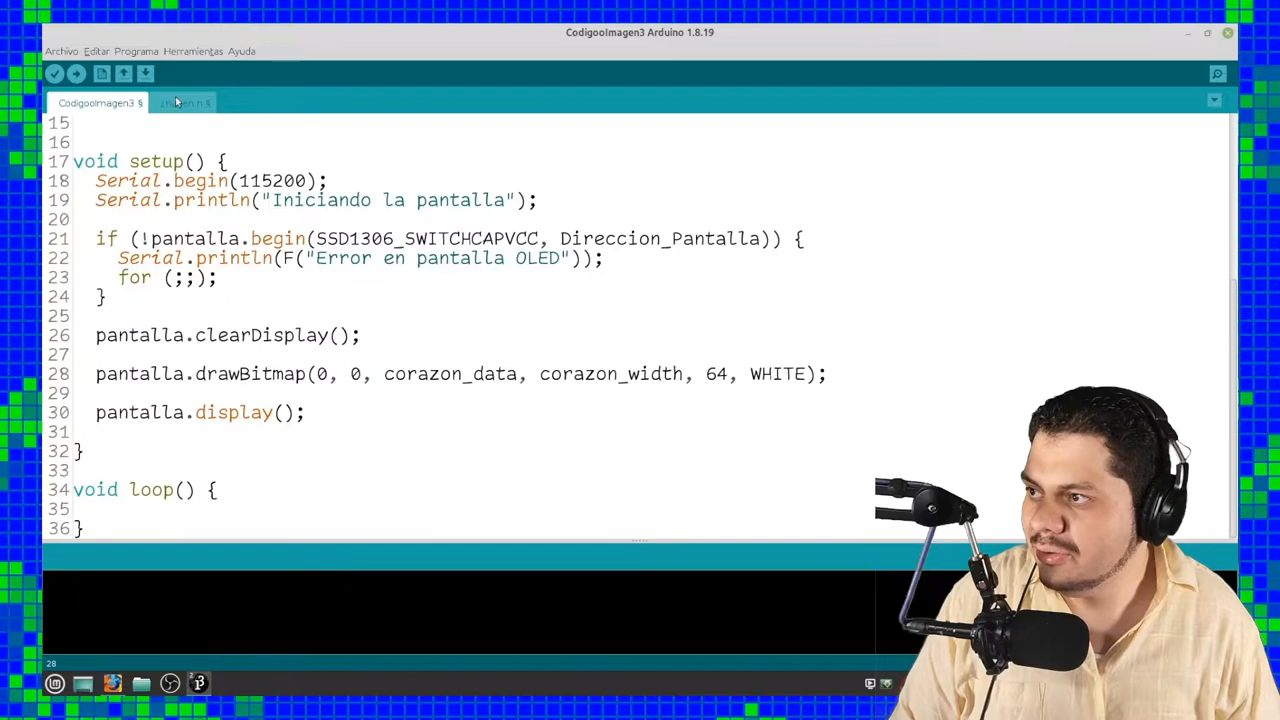 CodigooImagen3 Arduino 1.8.19
Archivo Editar Programa Herramientas Ayuda
CodigooImagen3 §
15
16
17 void setup() {
18 Serial.begin(115200);
19 Serial.println("Iniciando la pantalla");
20
21 if (!pantalla.begin(SSD1306_SWITCHCAPVCC, Direccion_Pantalla)) {
22 Serial.println(F("Error en pantalla OLED"));
23 for (;;);
24 }
25
26 pantalla.clearDisplay();
27
28 pantalla.drawBitmap(0, 0, corazon_data, corazon_width, 64, WHITE);
29
30 pantalla.display();
31
32 }
33
34 void loop() {
35
36 }
28